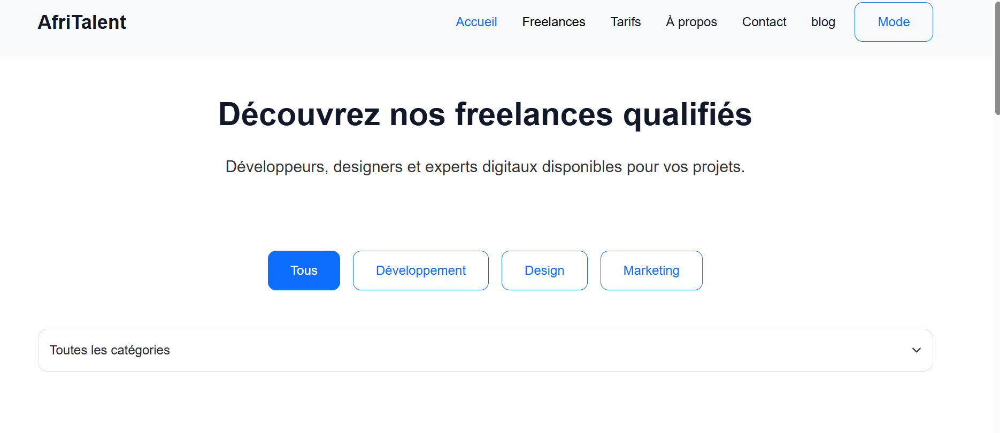 AfriTalent Accueil Freelances Tarifs À propos Contact blog Mode
Découvrez nos freelances qualifiés
Développeurs, designers et experts digitaux disponibles pour vos projets.
Tous Développement Design Marketing
Toutes les catégories